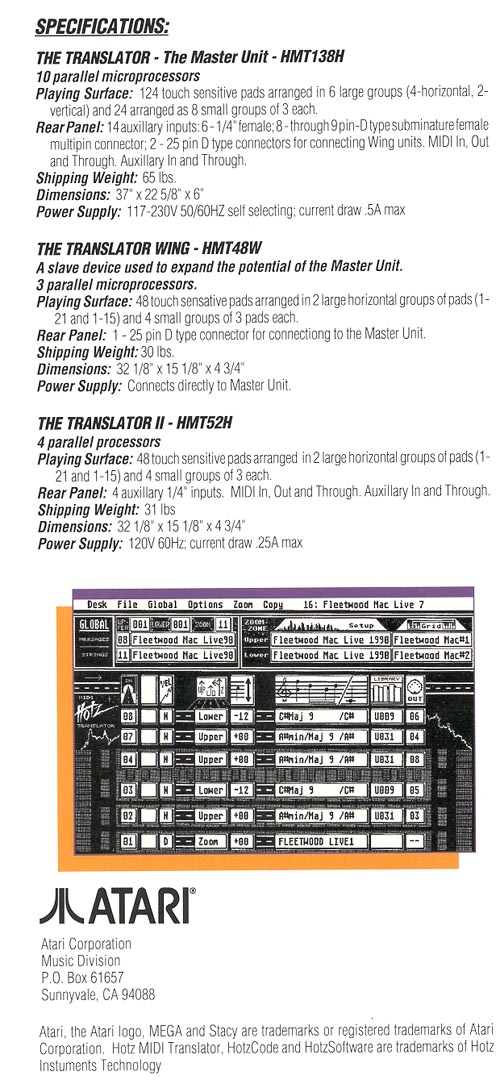 SPECIFICATIONS:
THE TRANSLATOR - The Master Unit - HMT138H
10 parallel microprocessors
Playing Surface: 124 touch sensitive pads arranged in 6 large groups (4-horizontal, 2-
vertical) and 24 arranged as 8 small groups of 3 each.
Rear Panel: 14 auxillary inputs: 6 - 1/4" female; 8 - through 9 pin-D type subminature female
multipin connector; 2 - 25 pin D type connectors for connecting Wing units. MIDI In, Out
and Through. Auxillary In and Through.
Shipping Weight: 65 lbs.
Dimensions: 37" x 22 5/8" x 6"
Power Supply: 117-230V 50/60HZ self selecting; current draw .5A max
THE TRANSLATOR WING - HMT48W
A slave device used to expand the potential of the Master Unit.
3 parallel microprocessors.
Playing Surface: 48 touch sensative pads arranged in 2 large horizontal groups of pads (1-
21 and 1-15) and 4 small groups of 3 pads each.
Rear Panel: 1 - 25 pin D type connector for connectiong to the Master Unit.
Shipping Weight: 30 lbs.
Dimensions: 32 1/8" x 15 1/8" x 4 3/4"
Power Supply: Connects directly to Master Unit.
THE TRANSLATOR II - HMT52H
4 parallel processors
Playing Surface: 48 touch sensitive pads arranged in 2 large horizontal groups of pads (1-
21 and 1-15) and 4 small groups of 3 each.
Rear Panel: 4 auxillary 1/4" inputs. MIDI In, Out and Through. Auxillary In and Through.
Shipping Weight: 31 lbs
Dimensions: 32 1/8" x 15 1/8" x 4 3/4"
Power Supply: 120V 60Hz; current draw .25A max
Desk File Global Options Zoom Copy 16: Fleetwood Mac Live 7
GLOBAL UPPER 001 LOWER 001 ZOOM 11 ZOOM-ZONE Setup Grid
MESSAGES 08 Fleetwood Mac Live90 Upper Fleetwood Mac Live 1990 Fleetwood Mac#1
STRINGS 11 Fleetwood Mac Live90 Lower Fleetwood Mac Live 1990 Fleetwood Mac#2
IN VEL LIBRARY OUT
MIDI Hotz TRANSLATOR
08 N Lower -12 C#Maj 9 /C# U009 06
07 N Upper +00 A#min/Maj 9 /A# U031 04
04 N Upper +00 A#min/Maj 9 /A# U031 08
03 N Lower -12 C#Maj 9 /C# U009 05
02 N Upper +00 A#min/Maj 9 /A# U031 03
01 D Zoom +00 FLEETWOOD LIVE1 --
ATARI®
Atari Corporation
Music Division
P.O. Box 61657
Sunnyvale, CA 94088
Atari, the Atari logo, MEGA and Stacy are trademarks or registered trademarks of Atari
Corporation. Hotz MIDI Translator, HotzCode and HotzSoftware are trademarks of Hotz
Instuments Technology